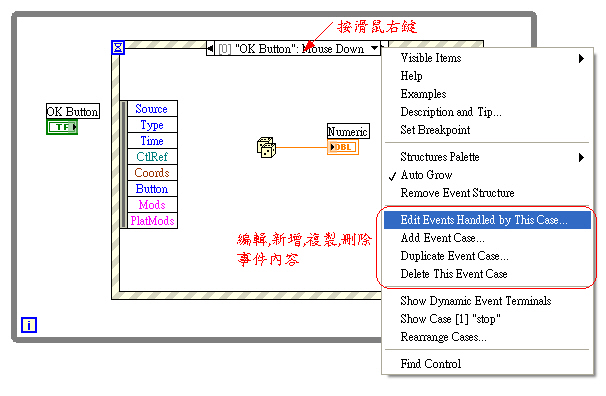 按滑鼠右鍵
[0] "OK Button": Mouse Down
OK Button
TF
Source
Type
Time
CtlRef
Coords
Button
Mods
PlatMods
Numeric
DBL
編輯,新增,複製,刪除
事件內容
i
Visible Items
Help
Examples
Description and Tip...
Set Breakpoint
Structures Palette
Auto Grow
Remove Event Structure
Edit Events Handled by This Case...
Add Event Case...
Duplicate Event Case...
Delete This Event Case
Show Dynamic Event Terminals
Show Case [1] "stop"
Rearrange Cases...
Find Control